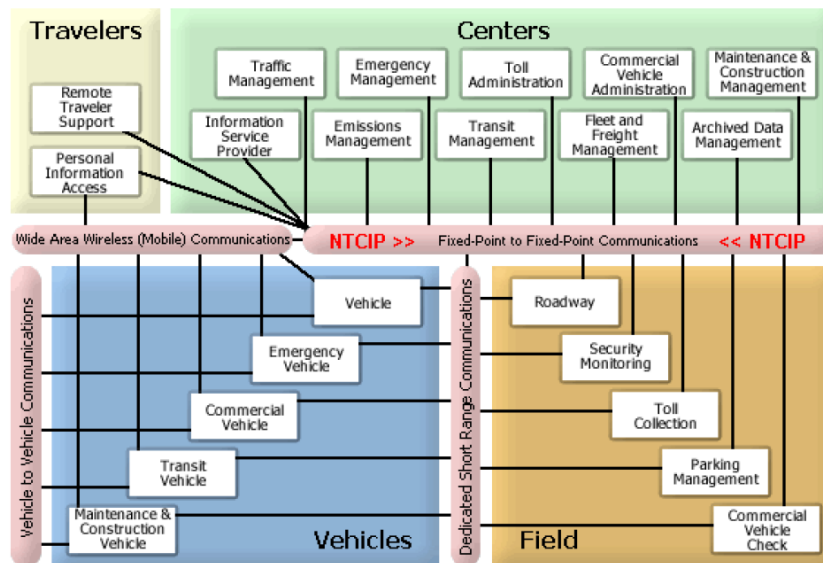 Travelers
Centers
Traffic
Management
Emergency
Management
Toll
Administration
Commercial
Vehicle
Administration
Maintenance &
Construction
Management
Remote
Traveler
Support
Information
Service
Provider
Emissions
Management
Transit
Management
Fleet and
Freight
Management
Archived Data
Management
Personal
Information
Access
Wide Area Wireless (Mobile) Communications
NTCIP >>
Fixed-Point to Fixed-Point Communications
<< NTCIP
Vehicle to Vehicle Communications
Dedicated Short Range Communications
Vehicle
Roadway
Emergency
Vehicle
Security
Monitoring
Commercial
Vehicle
Toll
Collection
Transit
Vehicle
Parking
Management
Maintenance &
Construction
Vehicle
Commercial
Vehicle
Check
Vehicles
Field